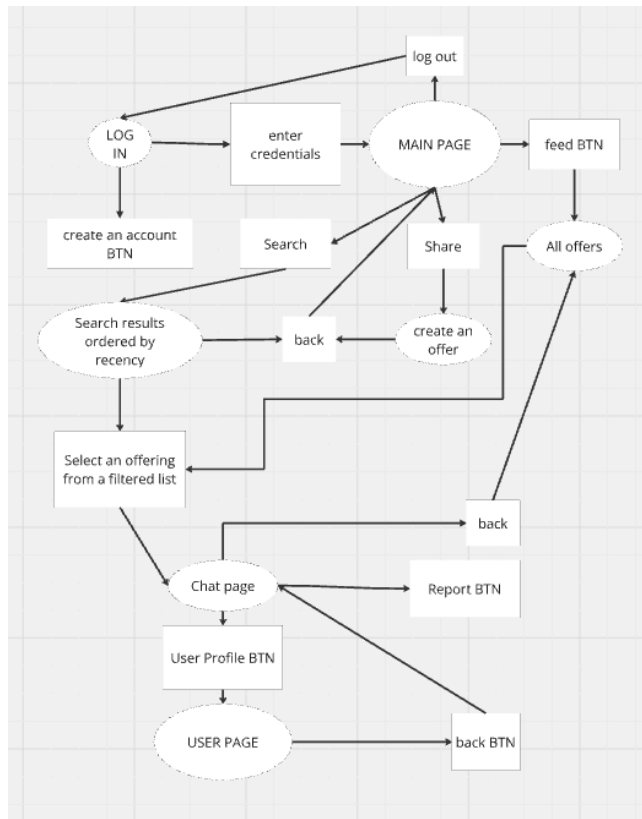 log out
LOG
IN
enter
credentials
MAIN PAGE
feed BTN
create an account
BTN
Search
Share
All offers
Search results
ordered by
recency
back
create an
offer
Select an offering
from a filtered list
back
Chat page
Report BTN
User Profile BTN
USER PAGE
back BTN